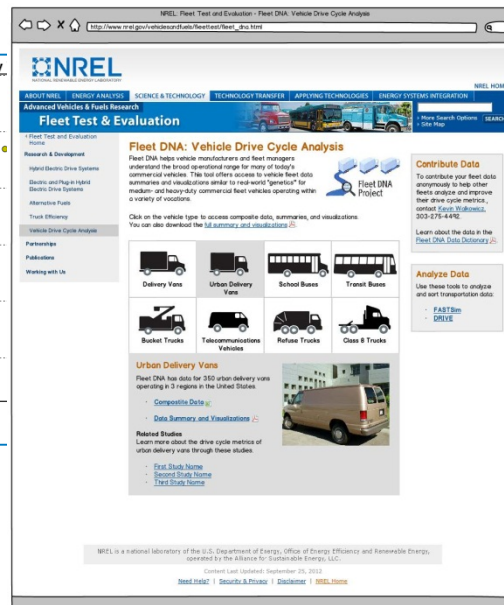 NREL: Fleet Test and Evaluation - Fleet DNA: Vehicle Drive Cycle Analysis
http://www.nrel.gov/vehiclesandfuels/fleettest/fleet_dna.html
NREL
NATIONAL RENEWABLE ENERGY LABORATORY
NREL HOM
ABOUT NREL
ENERGY ANALYSIS
SCIENCE & TECHNOLOGY
TECHNOLOGY TRANSFER
APPLYING TECHNOLOGIES
ENERGY SYSTEMS INTEGRATION
Advanced Vehicles & Fuels Research
Fleet Test & Evaluation
› More Search Options
SEARC
› Site Map
‹ Fleet Test and Evaluation
Home
Research & Development
Hybrid Electric Drive Systems
Electric and Plug-in Hybrid
Electric Drive Systems
Alternative Fuels
Truck Efficiency
Vehicle Drive Cycle Analysis
Partnerships
Publications
Working with Us
Fleet DNA: Vehicle Drive Cycle Analysis
Fleet DNA helps vehicle manufacturers and fleet managers
understand the broad operational range for many of today's
commercial vehicles. This tool offers access to vehicle fleet data
summaries and visualizations similar to real-world "genetics" for
medium- and heavy-duty commercial fleet vehicles operating within
a variety of vocations.
Fleet DNA
Project
Click on the vehicle type to access composite data, summaries, and visualizations.
You can also download the full summary and visualizations.
Delivery Vans
Urban Delivery
Vans
School Buses
Transit Buses
Bucket Trucks
Telecommunications
Vehicles
Refuse Trucks
Class 8 Trucks
Urban Delivery Vans
Fleet DNA has data for 350 urban delivery vans
operating in 3 regions in the United States.
Composite Data
Data Summary and Visualizations
Related Studies
Learn more about the drive cycle metrics of
urban delivery vans through these studies.
First Study Name
Second Study Name
Third Study Name
Contribute Data
To contribute your fleet data
anonymously to help other
fleets analyze and improve
their drive cycle metrics,
contact Kevin Walkowicz,
303-275-4492.
Learn about the data in the
Fleet DNA Data Dictionary.
Analyze Data
Use these tools to analyze
and sort transportation data:
FASTSim
DRIVE
NREL is a national laboratory of the U.S. Department of Energy, Office of Energy Efficiency and Renewable Energy,
operated by the Alliance for Sustainable Energy, LLC.
Content Last Updated: September 25, 2012
Need Help? | Security & Privacy | Disclaimer | NREL Home